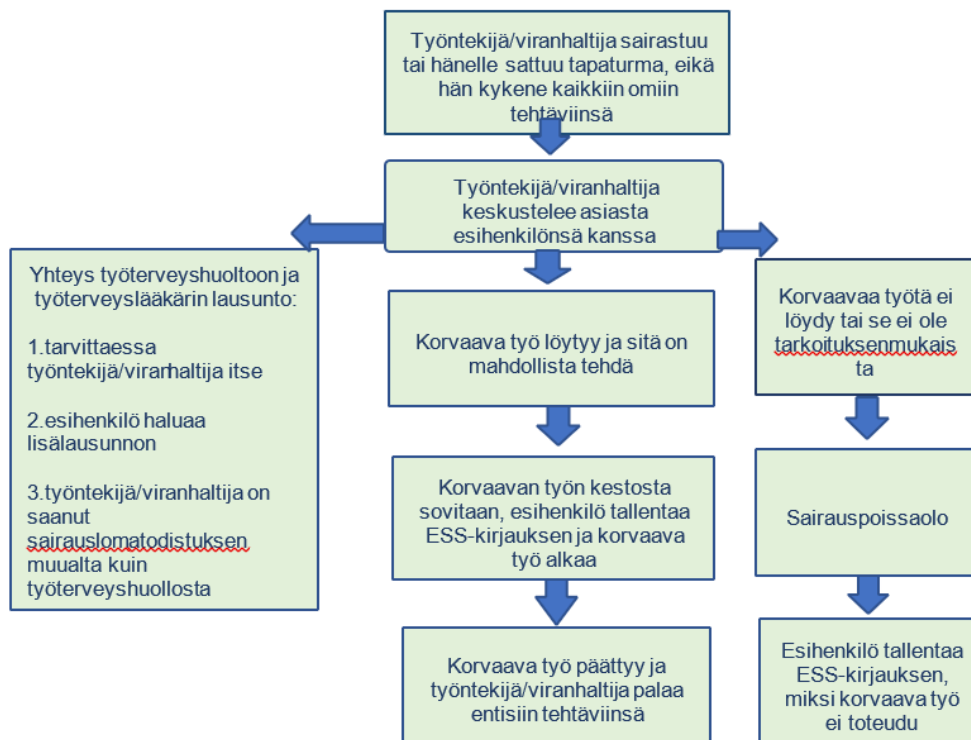 Työntekijä/viranhaltija sairastuu
tai hänelle sattuu tapaturma, eikä
hän kykene kaikkiin omiin
tehtäviinsä
Työntekijä/viranhaltija
keskustelee asiasta
esihenkilönsä kanssa
Yhteys työterveyshuoltoon ja
työterveyslääkärin lausunto:
1.tarvittaessa
työntekijä/viranhaltija itse
2.esihenkilö haluaa
lisälausunnon
3.työntekijä/viranhaltija on
saanut
sairauslomatodistuksen
muualta kuin
työterveyshuollosta
Korvaava työ löytyy ja sitä on
mahdollista tehdä
Korvaavan työn kestosta
sovitaan, esihenkilö tallentaa
ESS-kirjauksen ja korvaava
työ alkaa
Korvaava työ päättyy ja
työntekijä/viranhaltija palaa
entisiin tehtäviinsä
Korvaavaa työtä ei
löydy tai se ei ole
tarkoituksenmukais
ta
Sairauspoissaolo
Esihenkilö tallentaa
ESS-kirjauksen,
miksi korvaava työ
ei toteudu